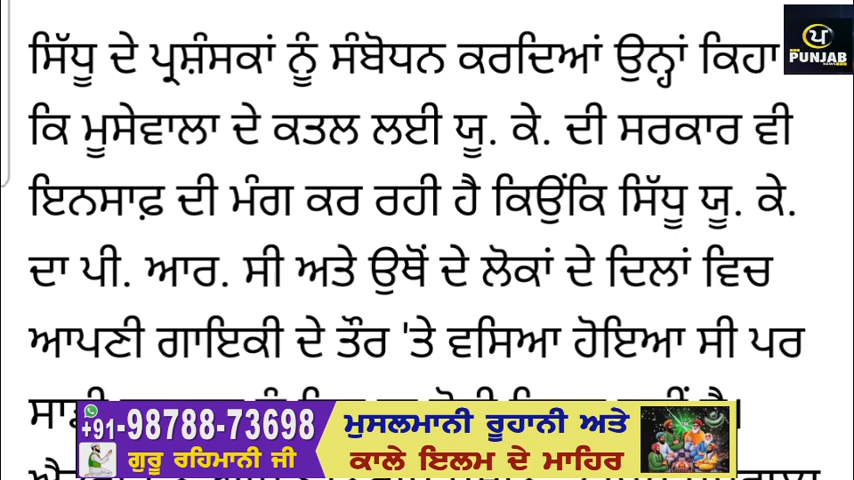 ਪ
PUNJAB
ਸਿੱਧੂ ਦੇ ਪ੍ਰਸ਼ੰਸਕਾਂ ਨੂੰ ਸੰਬੋਧਨ ਕਰਦਿਆਂ ਉਨ੍ਹਾਂ ਕਿਹਾ
ਕਿ ਮੂਸੇਵਾਲਾ ਦੇ ਕਤਲ ਲਈ ਯੂ. ਕੇ. ਦੀ ਸਰਕਾਰ ਵੀ
ਇਨਸਾਫ਼ ਦੀ ਮੰਗ ਕਰ ਰਹੀ ਹੈ ਕਿਉਂਕਿ ਸਿੱਧੂ ਯੂ. ਕੇ.
ਦਾ ਪੀ. ਆਰ. ਸੀ ਅਤੇ ਉਥੋਂ ਦੇ ਲੋਕਾਂ ਦੇ ਦਿਲਾਂ ਵਿਚ
ਆਪਣੀ ਗਾਇਕੀ ਦੇ ਤੌਰ 'ਤੇ ਵਸਿਆ ਹੋਇਆ ਸੀ ਪਰ
+91-98788-73698
ਗੁਰੂ ਰਹਿਮਾਨੀ ਜੀ
ਮੁਸਲਮਾਨੀ ਰੂਹਾਨੀ ਅਤੇ
ਕਾਲੇ ਇਲਮ ਦੇ ਮਾਹਿਰ